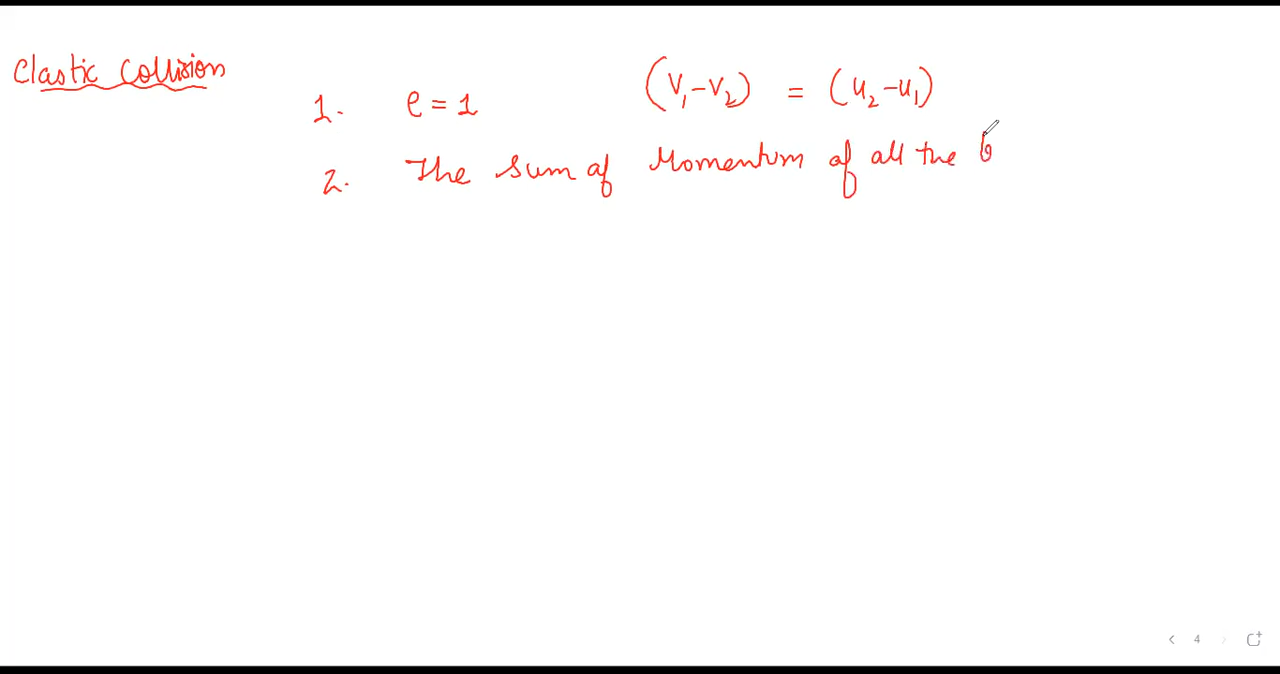 Elastic Collision
1. e = 1 (V₁ - V₂) = (u₂ - u₁)
2. The Sum of Momentum of all the b
4